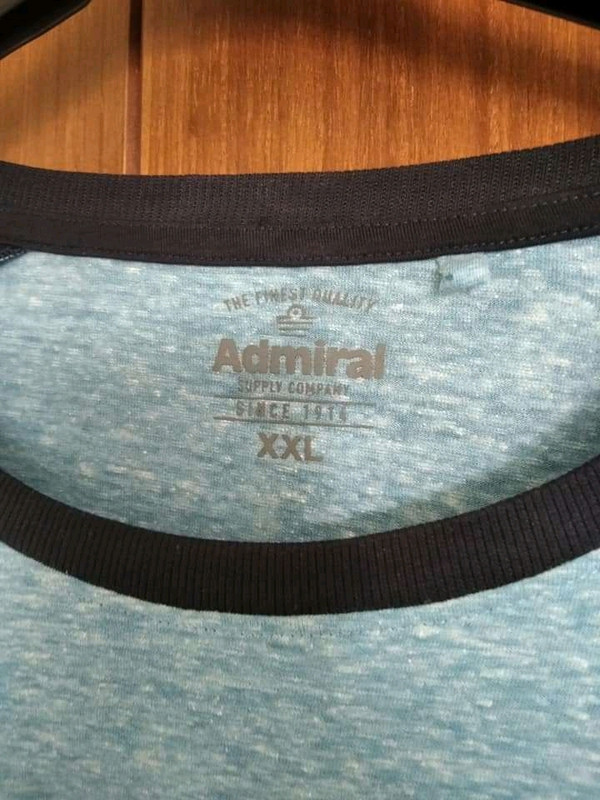 THE FINEST QUALITY
Admiral
SUPPLY COMPANY
SINCE 1914
XXL